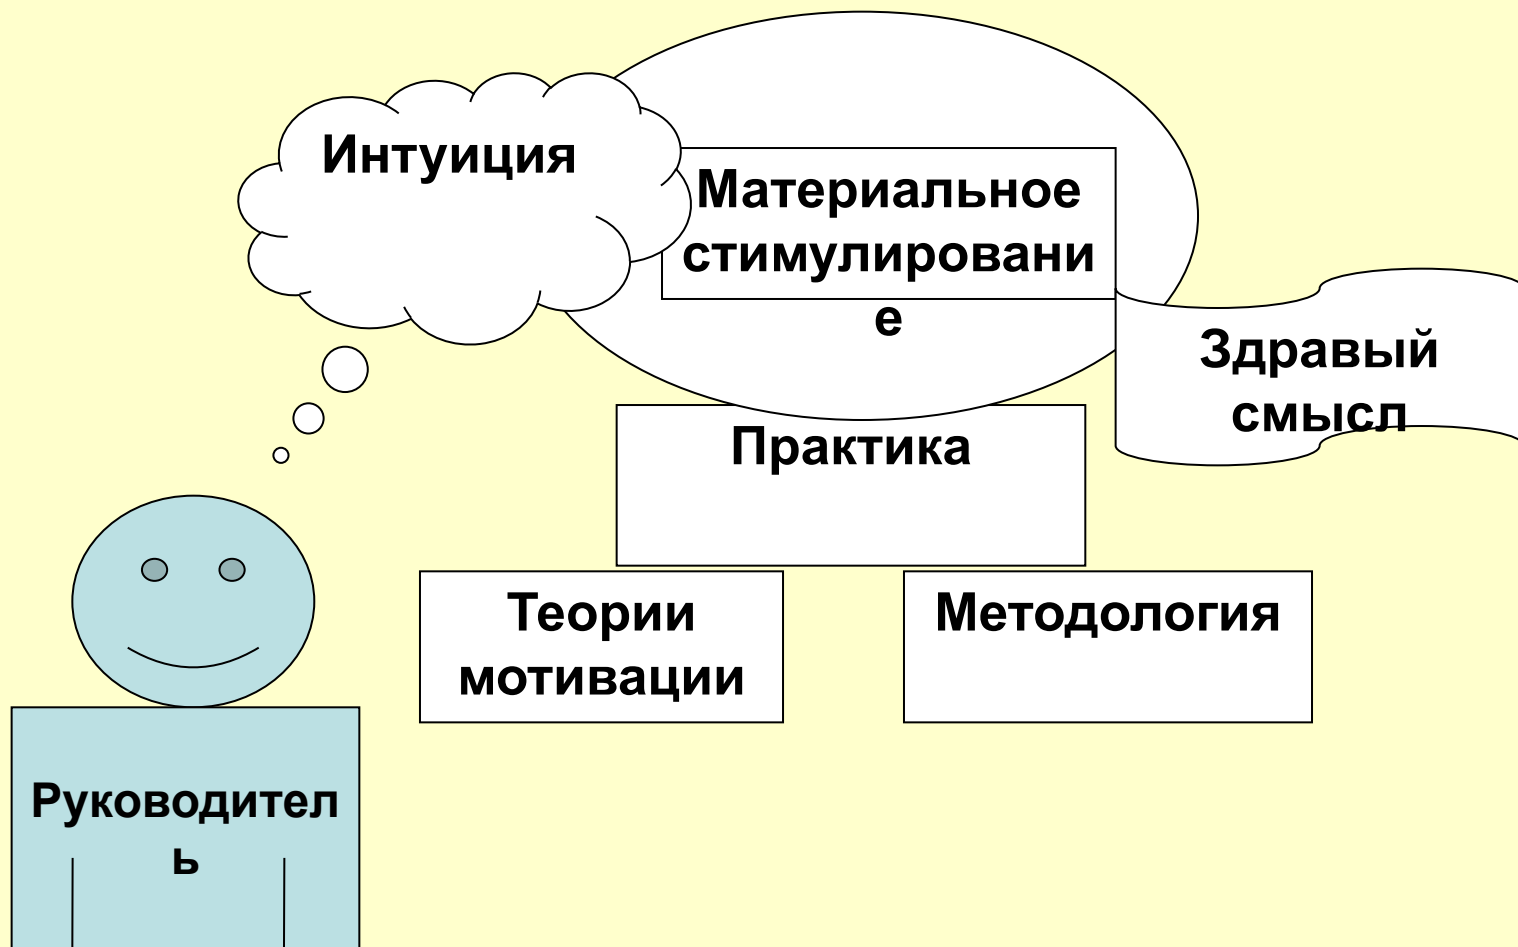 Интуиция
Материальное
стимулировани
е
Здравый
смысл
Практика
Теории
мотивации
Методология
Руководител
ь